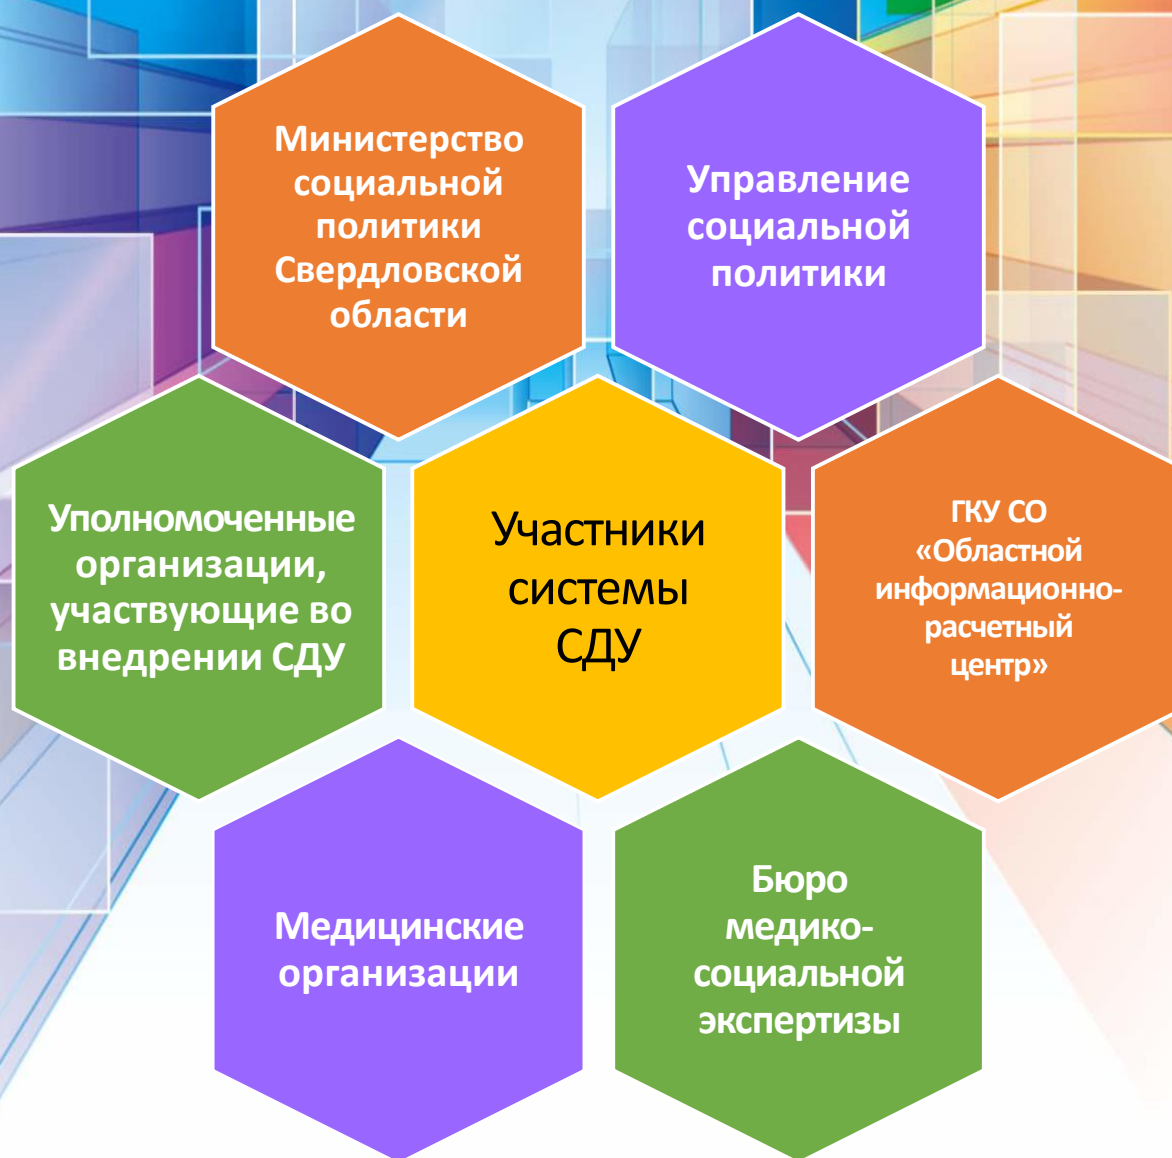 Министерство
социальной
политики
Свердловской
области
Управление
социальной
политики
Уполномоченные
организации,
участвующие во
внедрении СДУ
Участники
системы
СДУ
ГКУ СО
«Областной
информационно-
расчетный
центр»
Медицинские
организации
Бюро
медико-
социальной
экспертизы